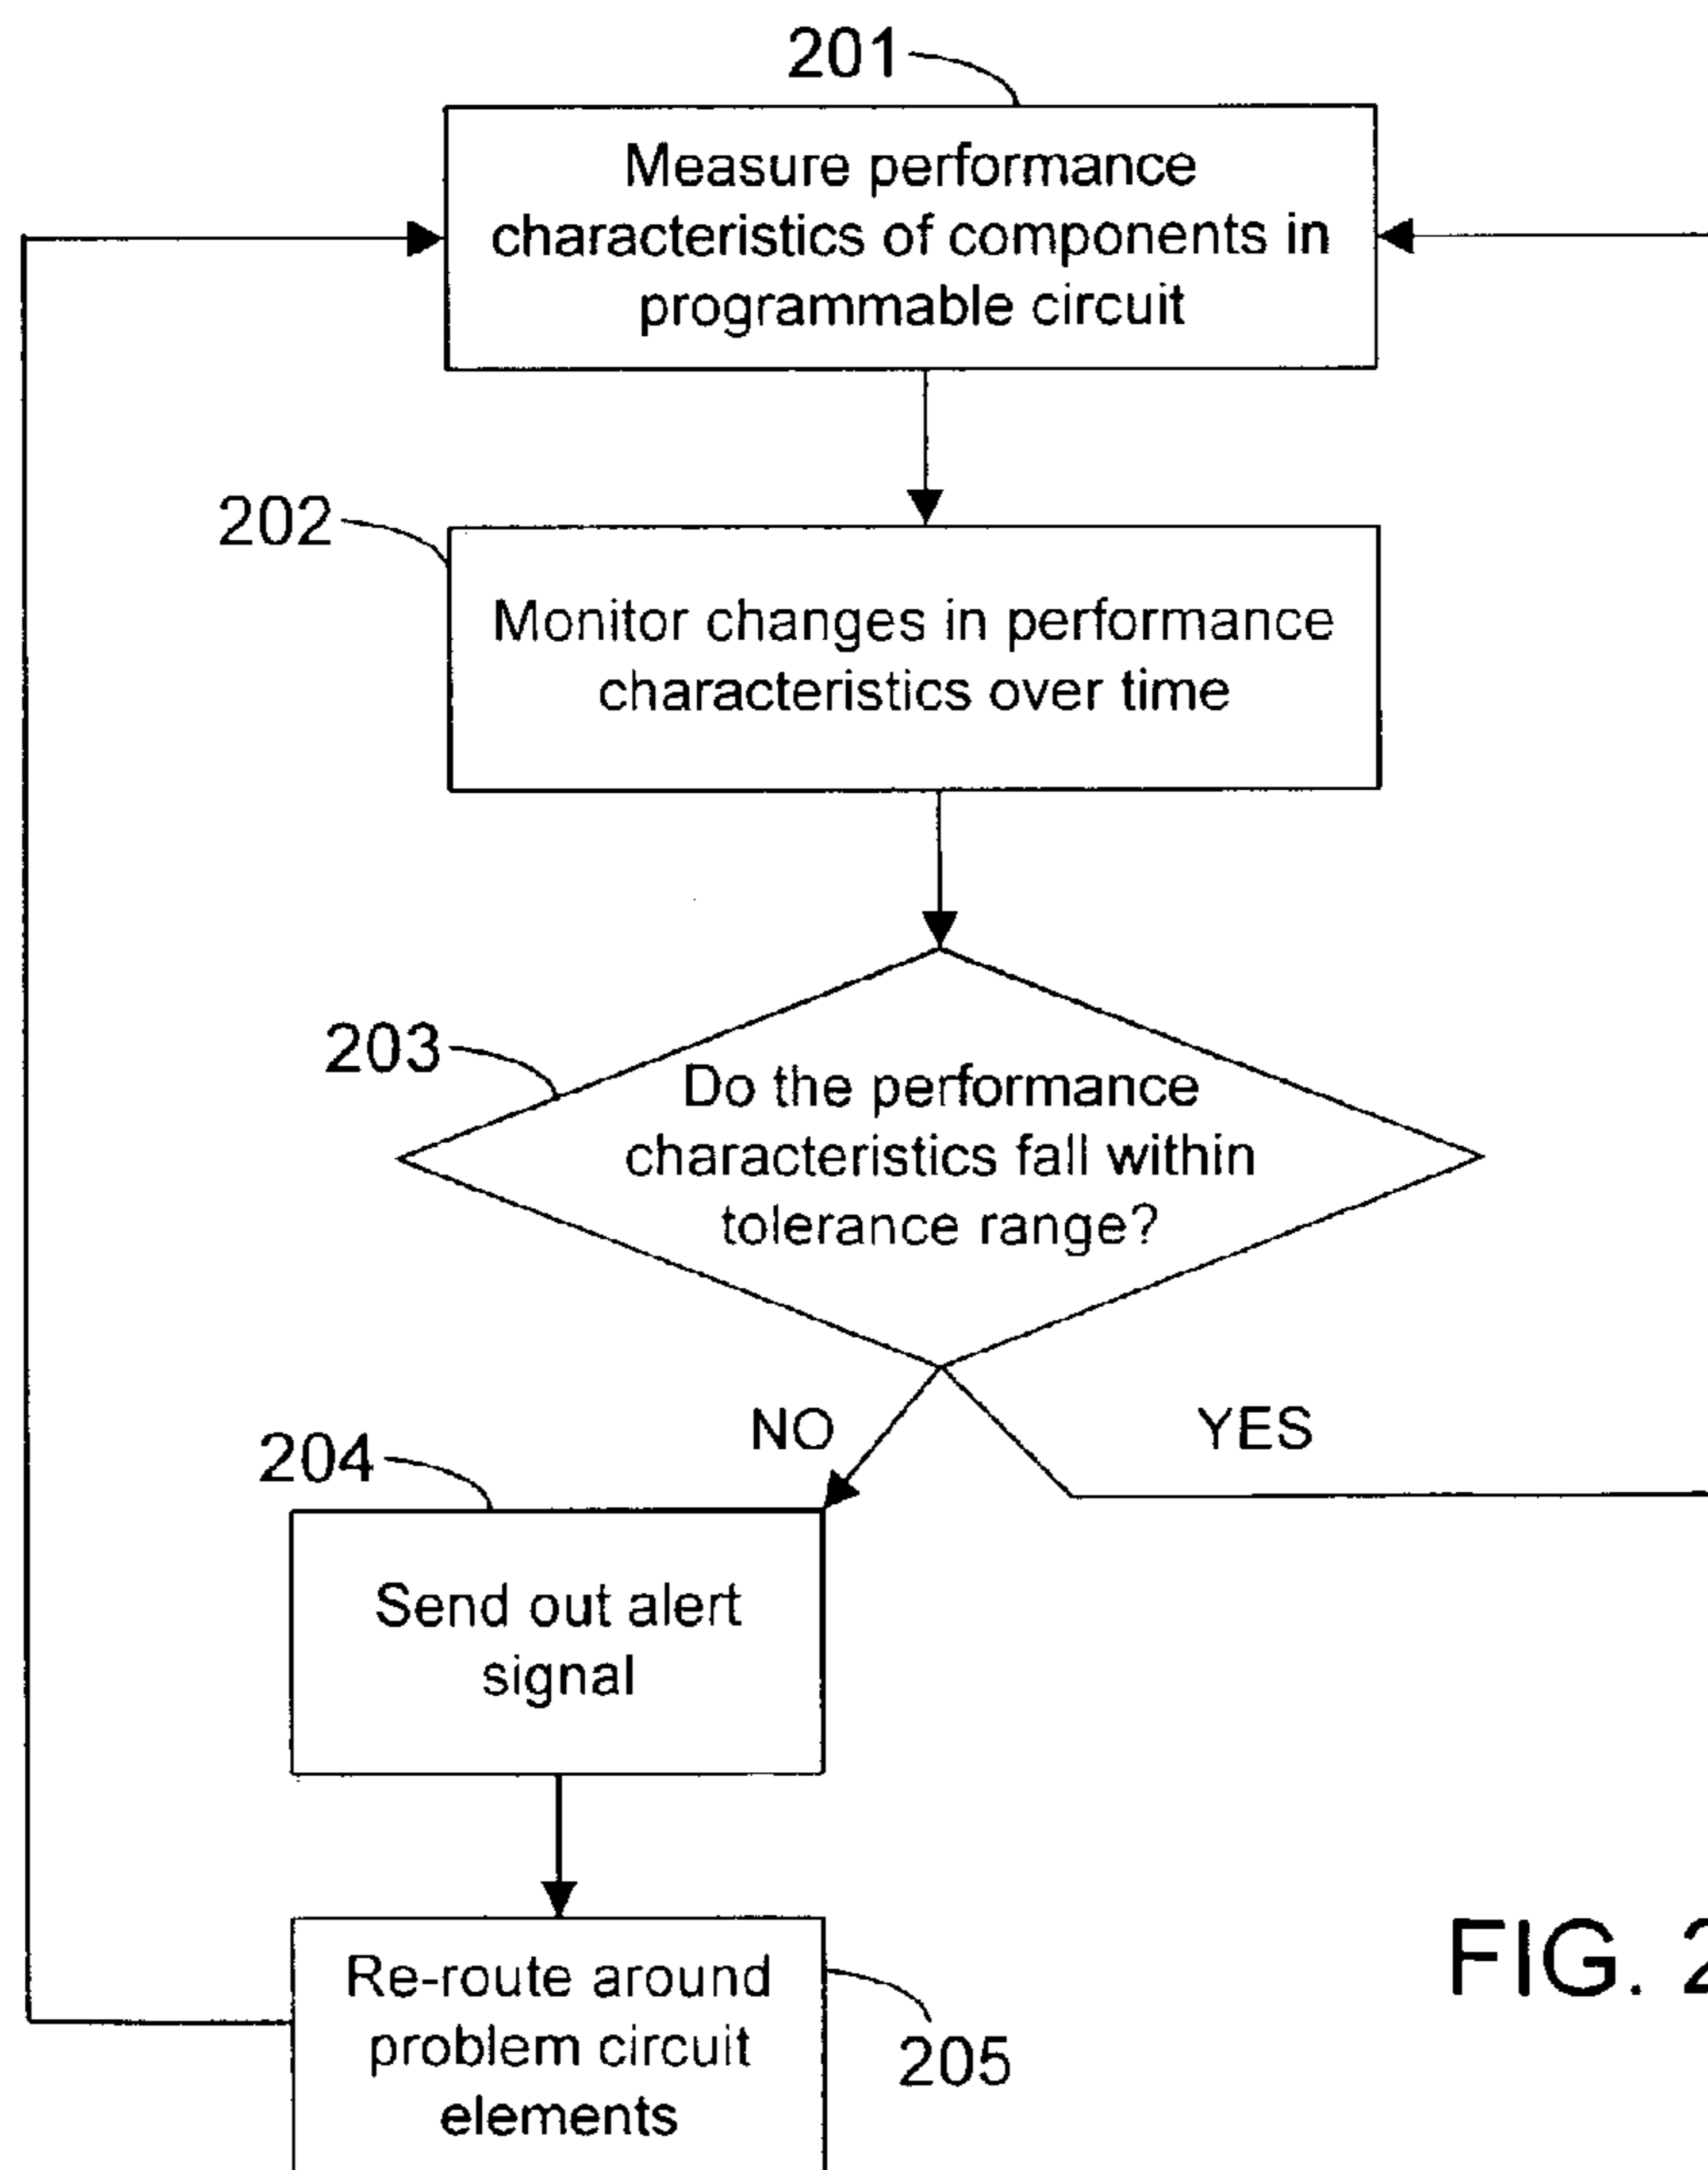 201
Measure performance
characteristics of components in
programmable circuit
202
Monitor changes in performance
characteristics over time
203
Do the performance
characteristics fall within
tolerance range?
NO
YES
204
Send out alert
signal
Re-route around
problem circuit
elements
205
FIG. 2